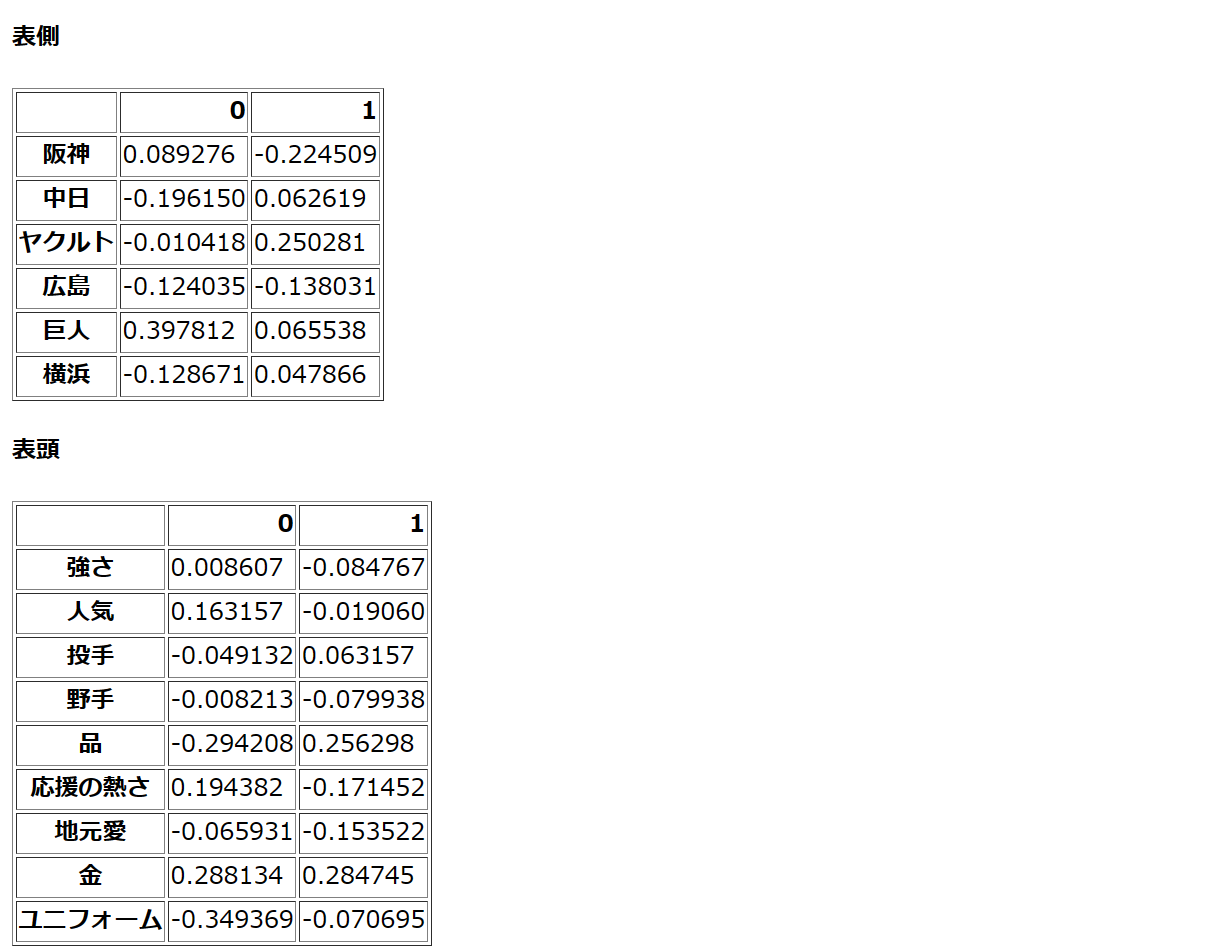 表側
0 1
阪神 0.089276 -0.224509
中日 -0.196150 0.062619
ヤクルト -0.010418 0.250281
広島 -0.124035 -0.138031
巨人 0.397812 0.065538
横浜 -0.128671 0.047866
表頭
0 1
強さ 0.008607 -0.084767
人気 0.163157 -0.019060
投手 -0.049132 0.063157
野手 -0.008213 -0.079938
品 -0.294208 0.256298
応援の熱さ 0.194382 -0.171452
地元愛 -0.065931 -0.153522
金 0.288134 0.284745
ユニフォーム -0.349369 -0.070695